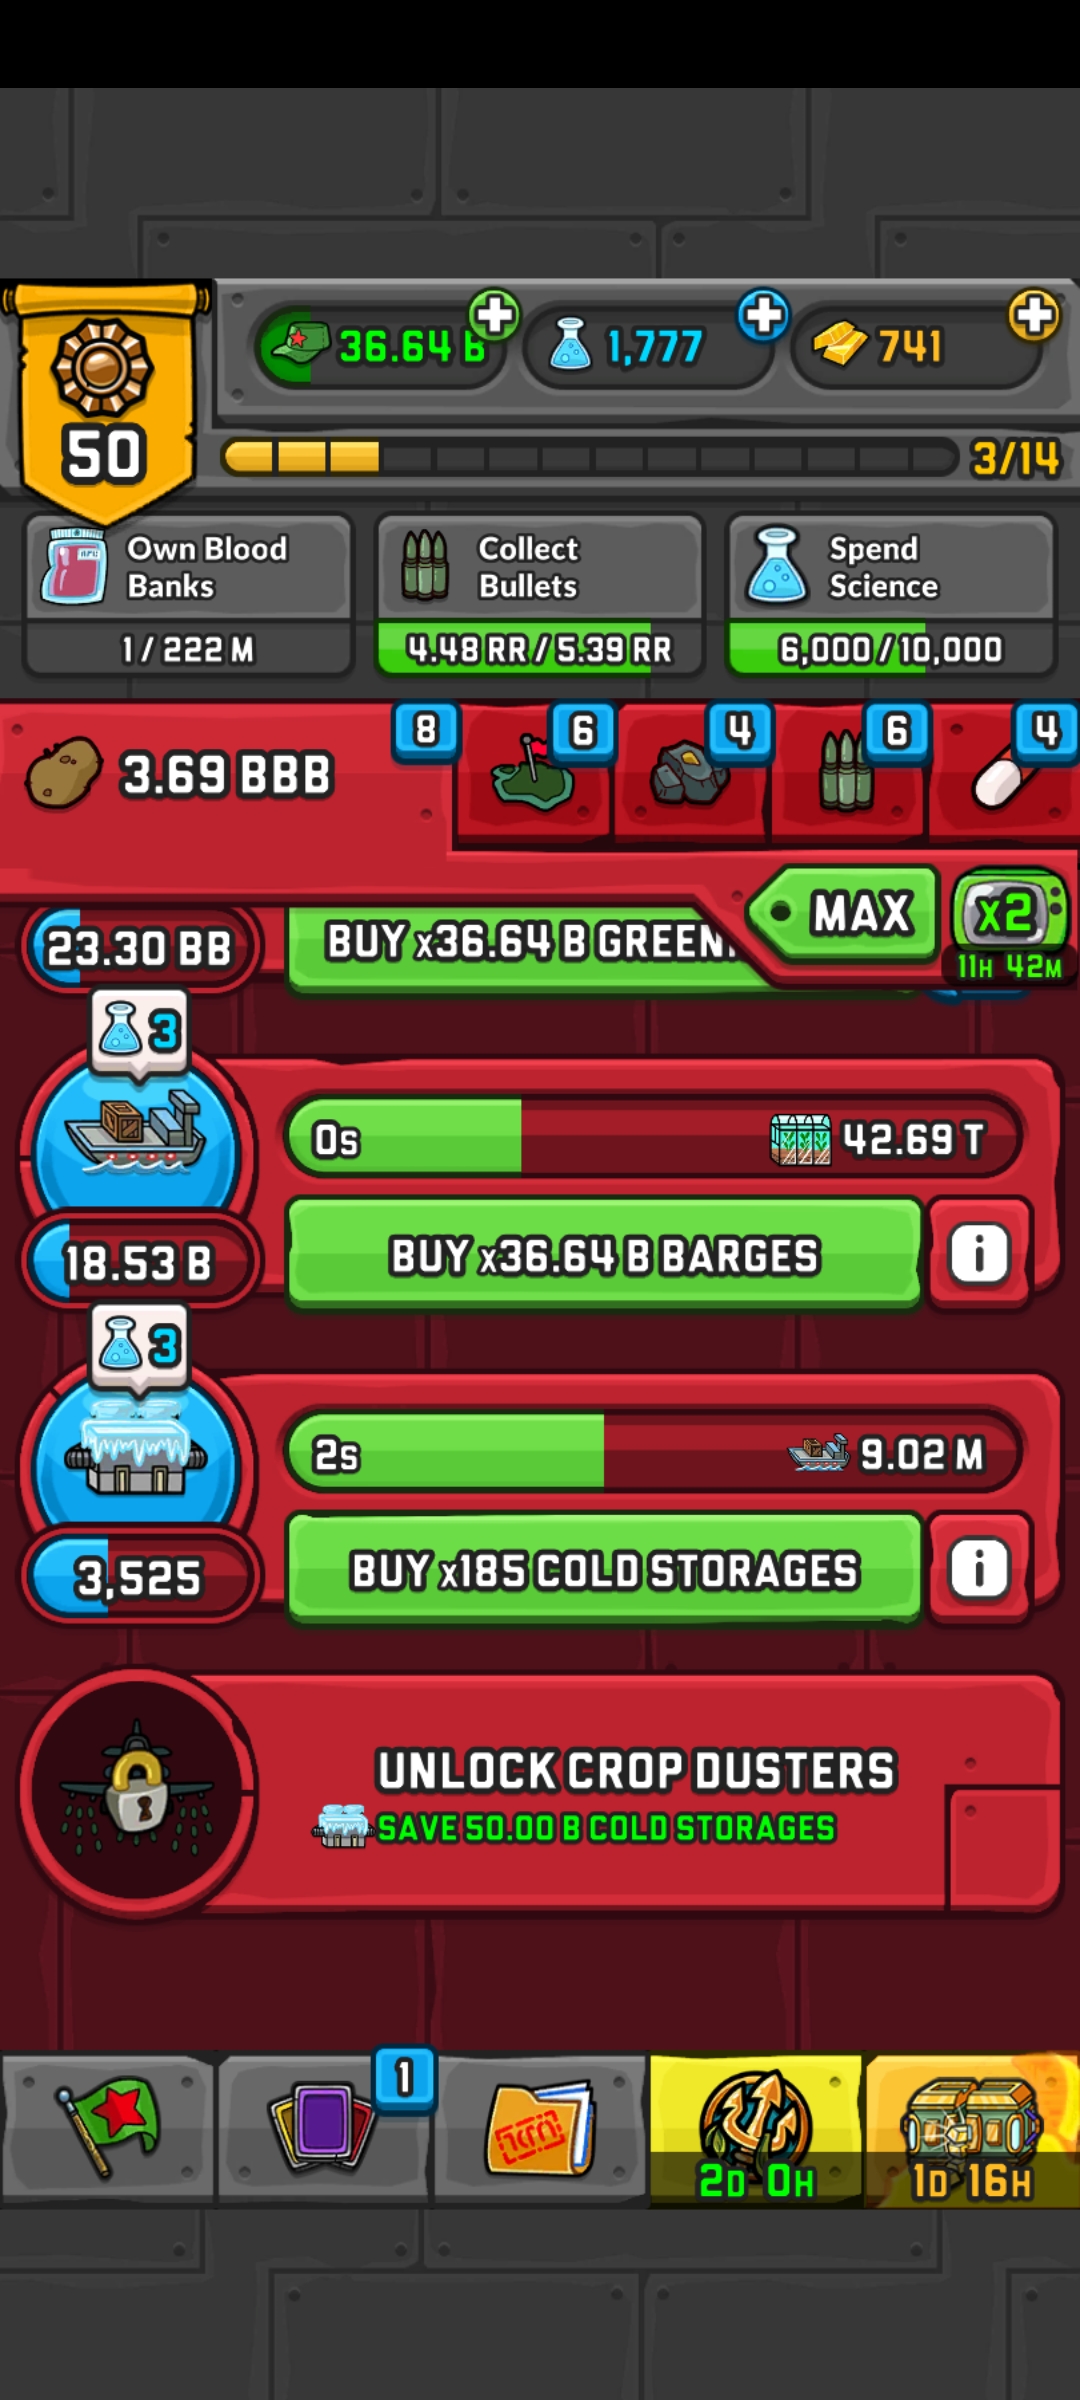 50
36.64 B
1,777
741
3/14
Own Blood
Banks
1 / 222 M
Collect
Bullets
4.48 RR / 5.39 RR
Spend
Science
6,000 / 10,000
3.69 BBB
8
6
4
6
4
MAX
x2
11H 42M
23.30 BB
BUY x36.64 B GREEN
3
0s
42.69 T
18.53 B
BUY x36.64 B BARGES
i
3
2s
9.02 M
3,525
BUY x185 COLD STORAGES
i
UNLOCK CROP DUSTERS
SAVE 50.00 B COLD STORAGES
1
2D 0H
1D 16H